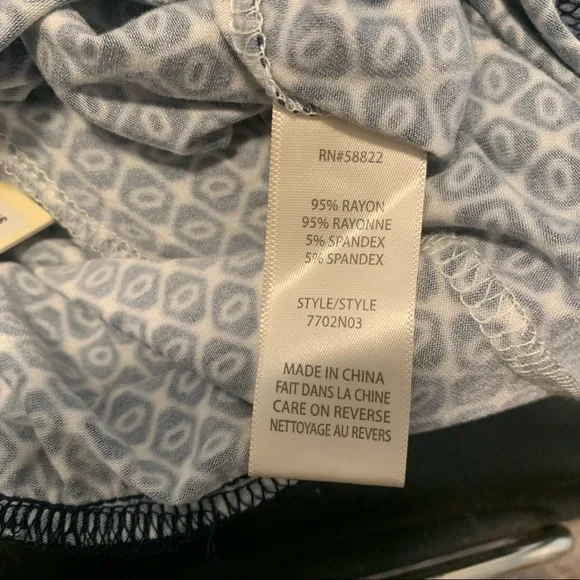 RN#58822
95% RAYON
95% RAYONNE
5% SPANDEX
5% SPANDEX
STYLE/STYLE
7702N03
MADE IN CHINA
FAIT DANS LA CHINE
CARE ON REVERSE
NETTOYAGE AU REVERS